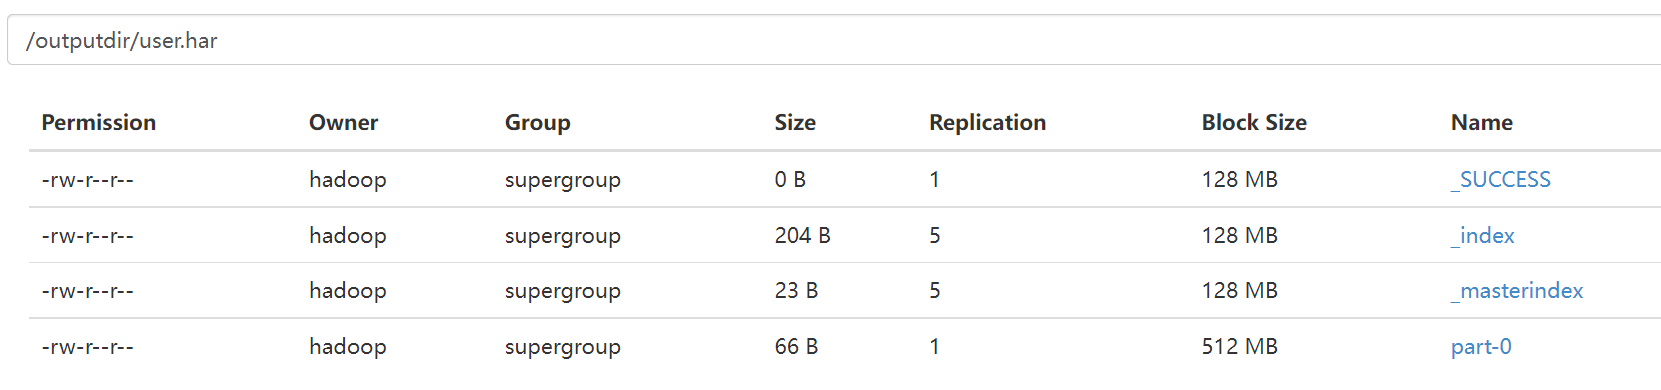 /outputdir/user.har
Permission Owner Group Size Replication Block Size Name
-rw-r--r-- hadoop supergroup 0 B 1 128 MB _SUCCESS
-rw-r--r-- hadoop supergroup 204 B 5 128 MB _index
-rw-r--r-- hadoop supergroup 23 B 5 128 MB _masterindex
-rw-r--r-- hadoop supergroup 66 B 1 512 MB part-0